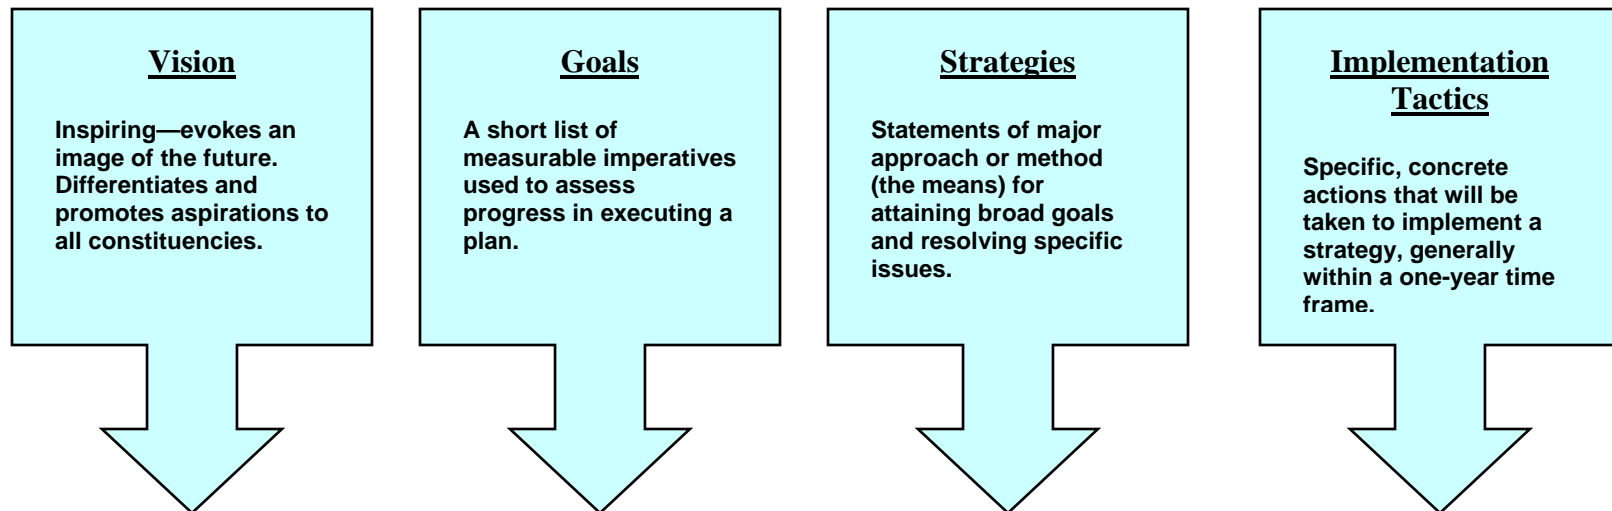 Vision
Inspiring—evokes an
image of the future.
Differentiates and
promotes aspirations to
all constituencies.
Goals
A short list of
measurable imperatives
used to assess
progress in executing a
plan.
Strategies
Statements of major
approach or method
(the means) for
attaining broad goals
and resolving specific
issues.
Implementation
Tactics
Specific, concrete
actions that will be
taken to implement a
strategy, generally
within a one-year time
frame.